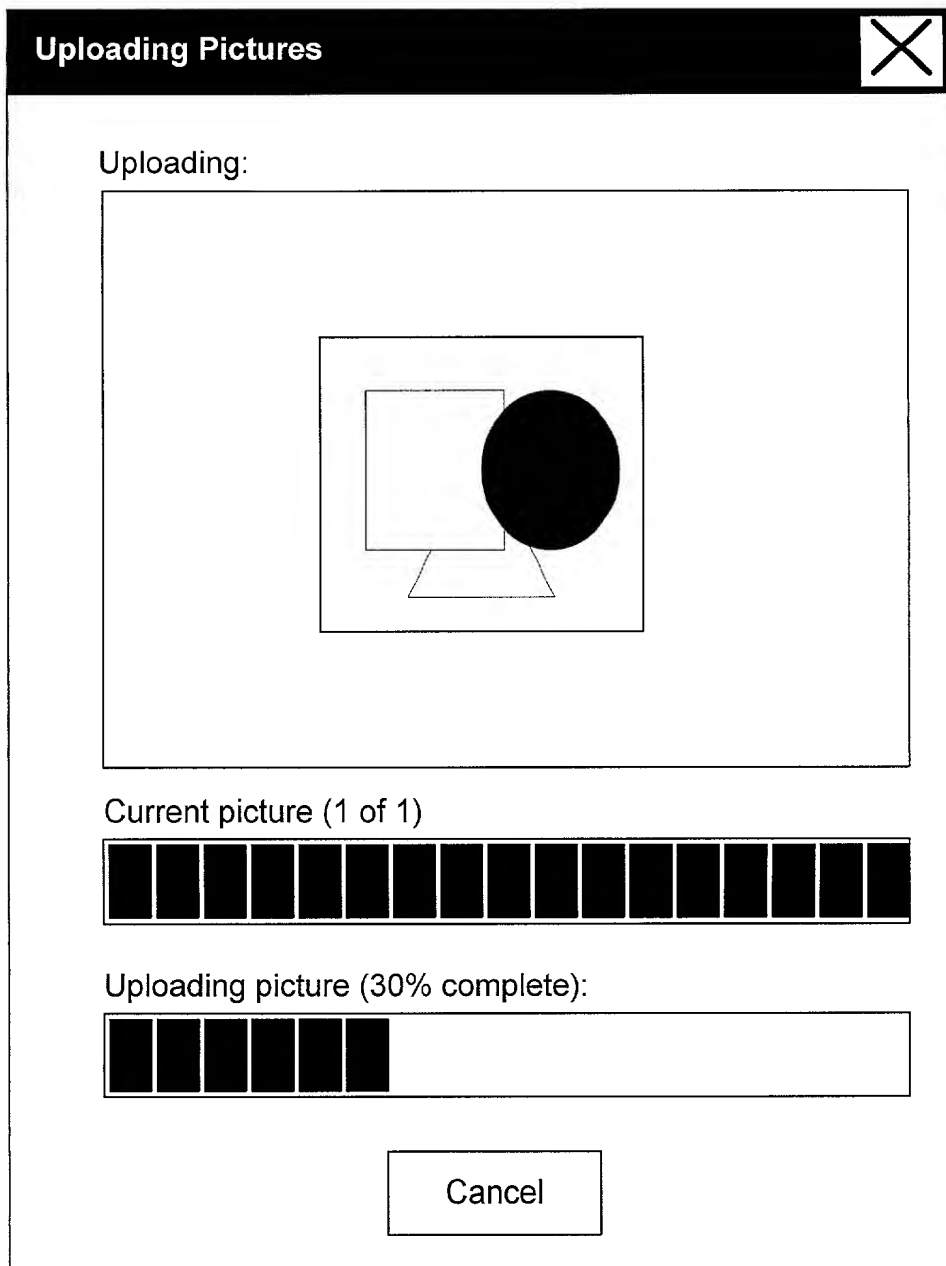 Uploading Pictures
Uploading:
Current picture (1 of 1)
Uploading picture (30% complete):
Cancel